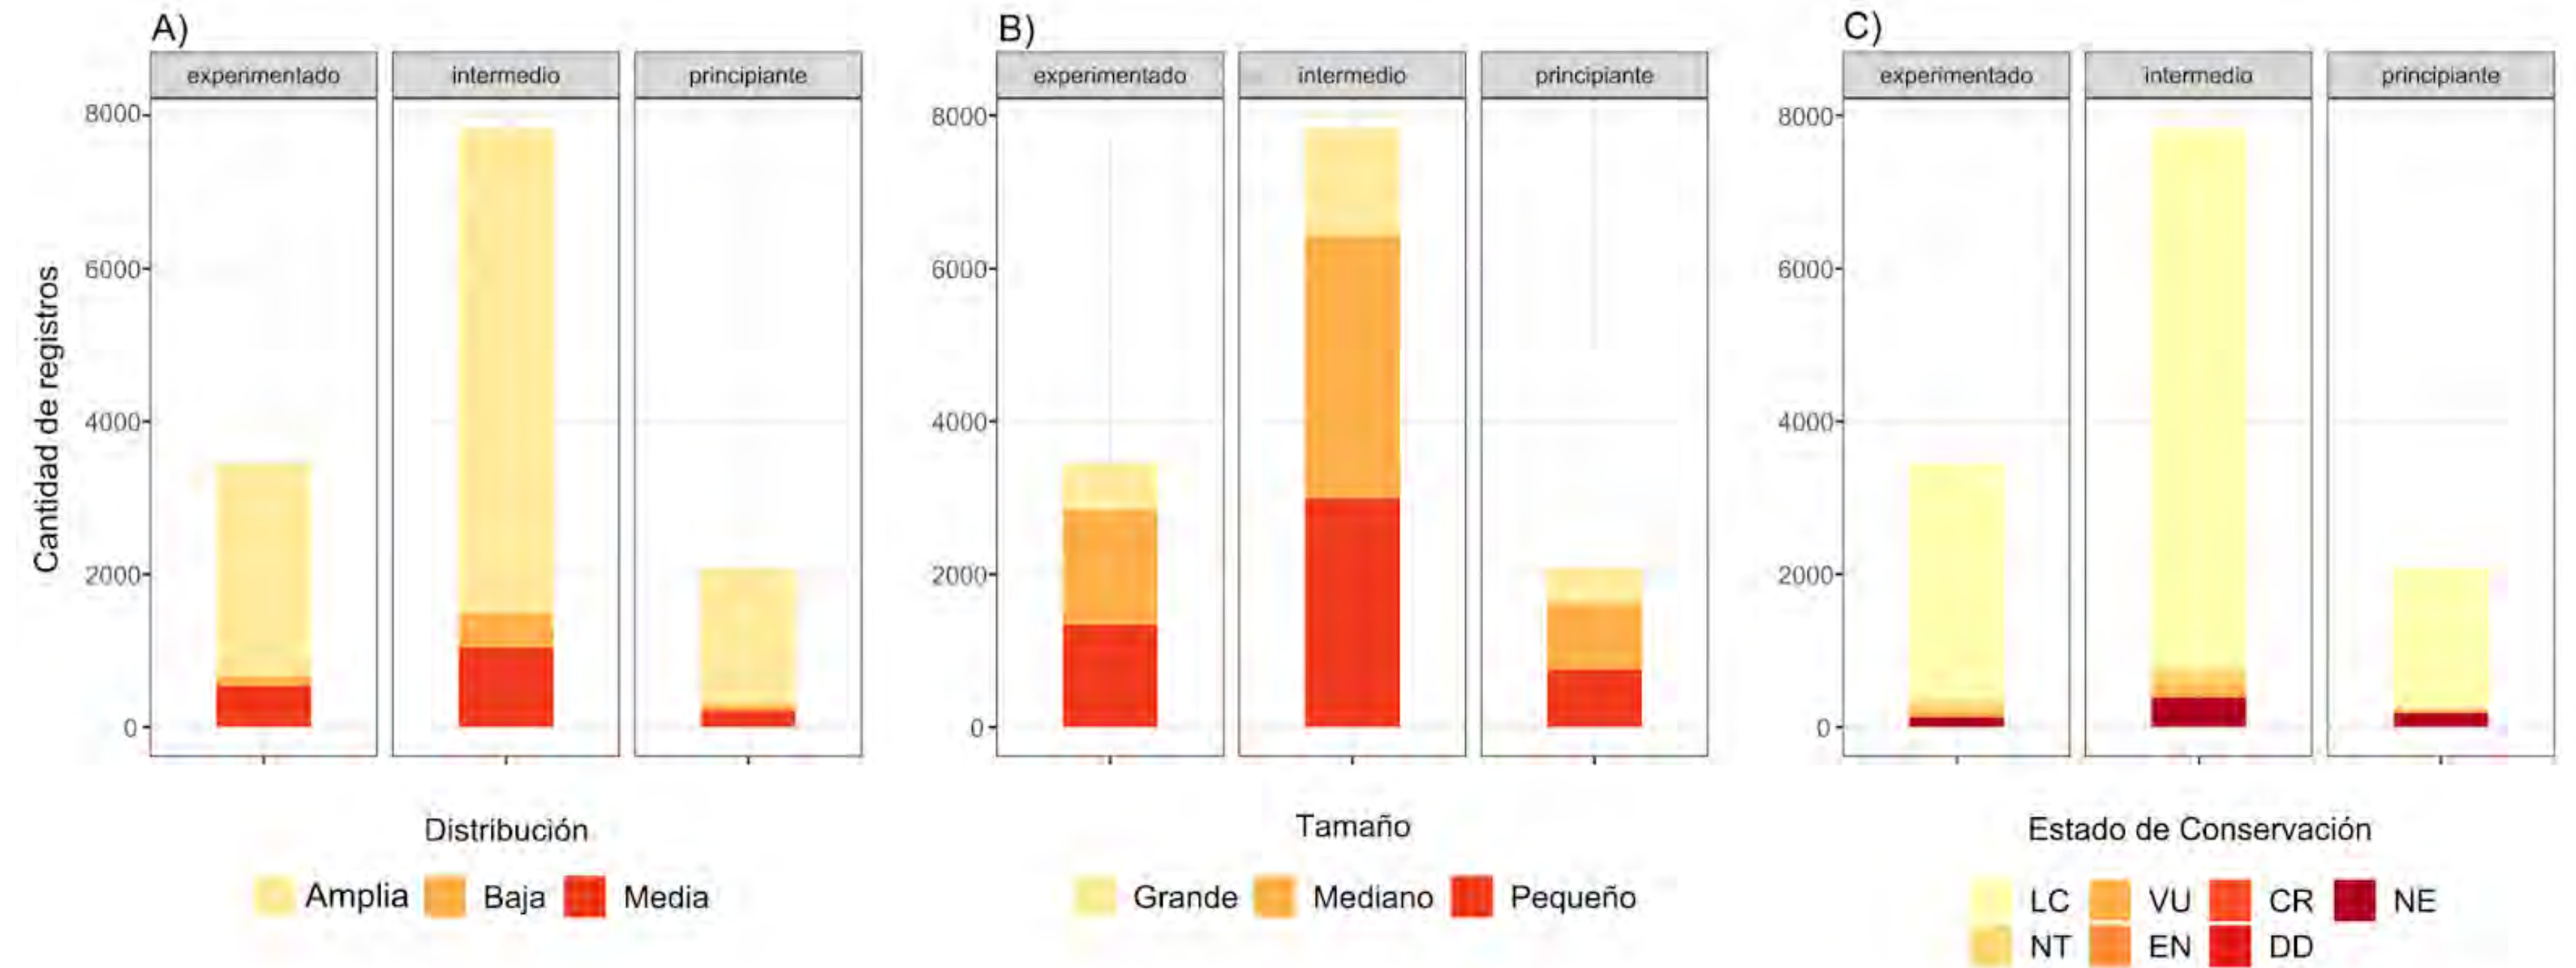 A)
B)
C)
experimentado
intermedio
principiante
experimentado
intermedio
principiante
experimentado
intermedio
principiante
Cantidad de registros
8000
6000
4000
2000
0
8000
6000
4000
2000
0
8000
6000
4000
2000
0
Distribución
Amplia Baja Media
Tamaño
Grande Mediano Pequeño
Estado de Conservación
LC VU CR NE
NT EN DD